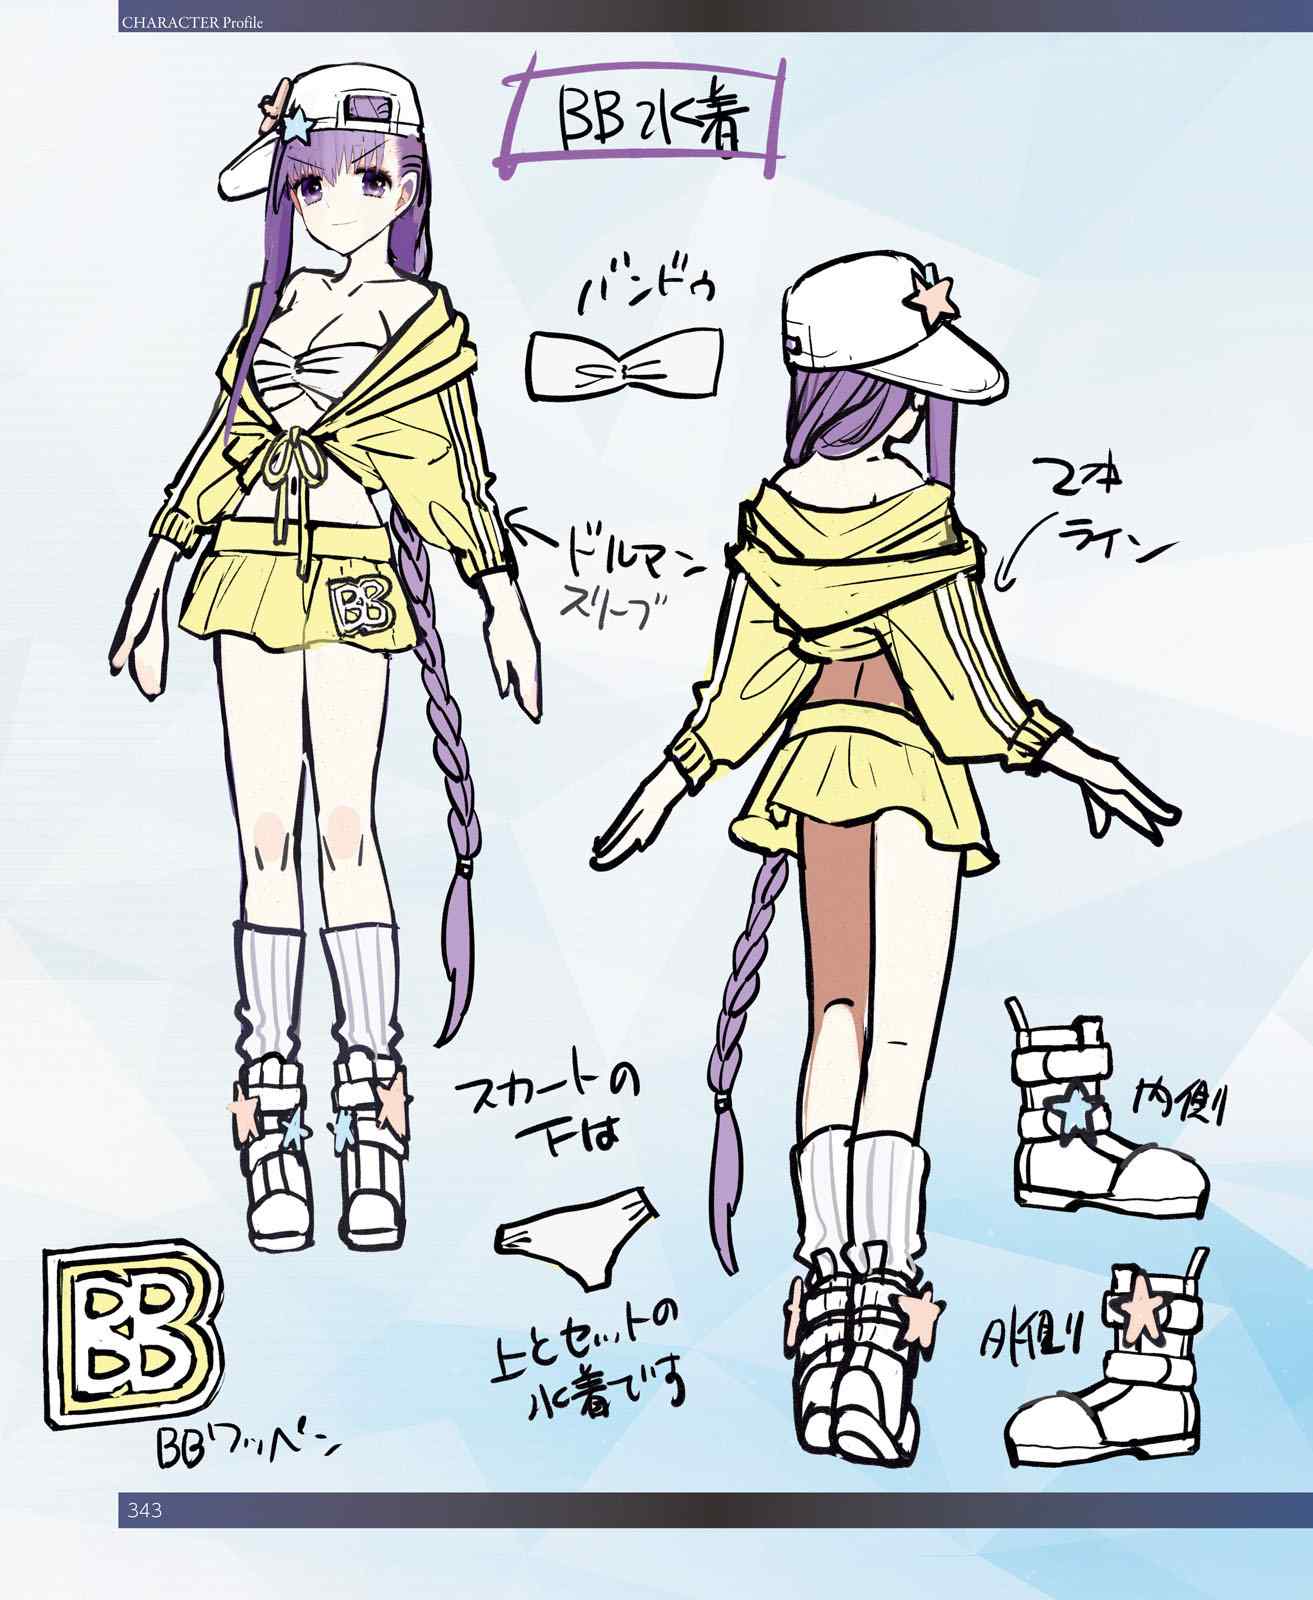 CHARACTER Profile
BB水着
バンドゥ
2本
ライン
ドルマン
スリーブ
BB
スカートの
下は
内側
上とセットの
水着です
外側
BB
BBワッペン
343